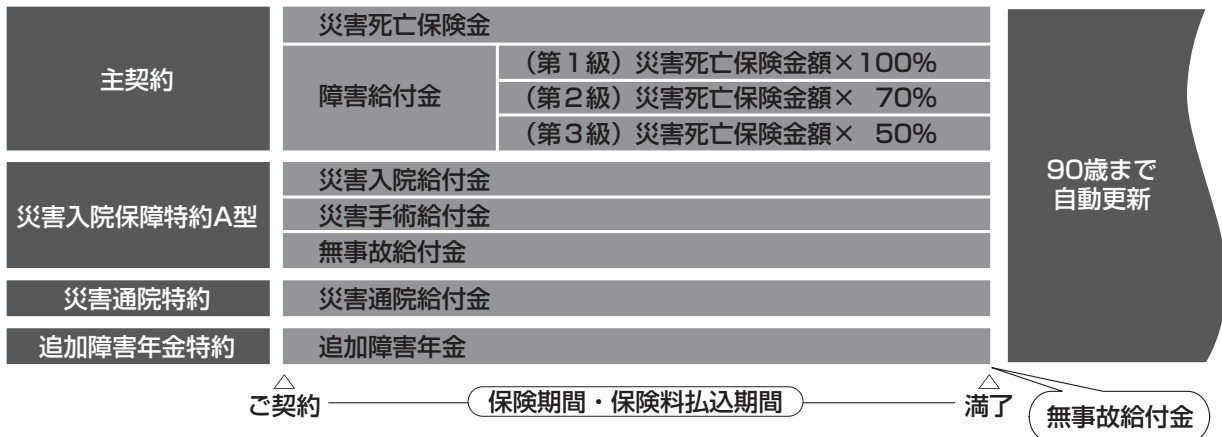 主契約
災害死亡保険金
障害給付金
（第1級）災害死亡保険金額×100%
（第2級）災害死亡保険金額× 70%
（第3級）災害死亡保険金額× 50%
災害入院保障特約A型
災害入院給付金
災害手術給付金
無事故給付金
災害通院特約
災害通院給付金
追加障害年金特約
追加障害年金
90歳まで
自動更新
△ △
ご契約 保険期間・保険料払込期間 満了
無事故給付金